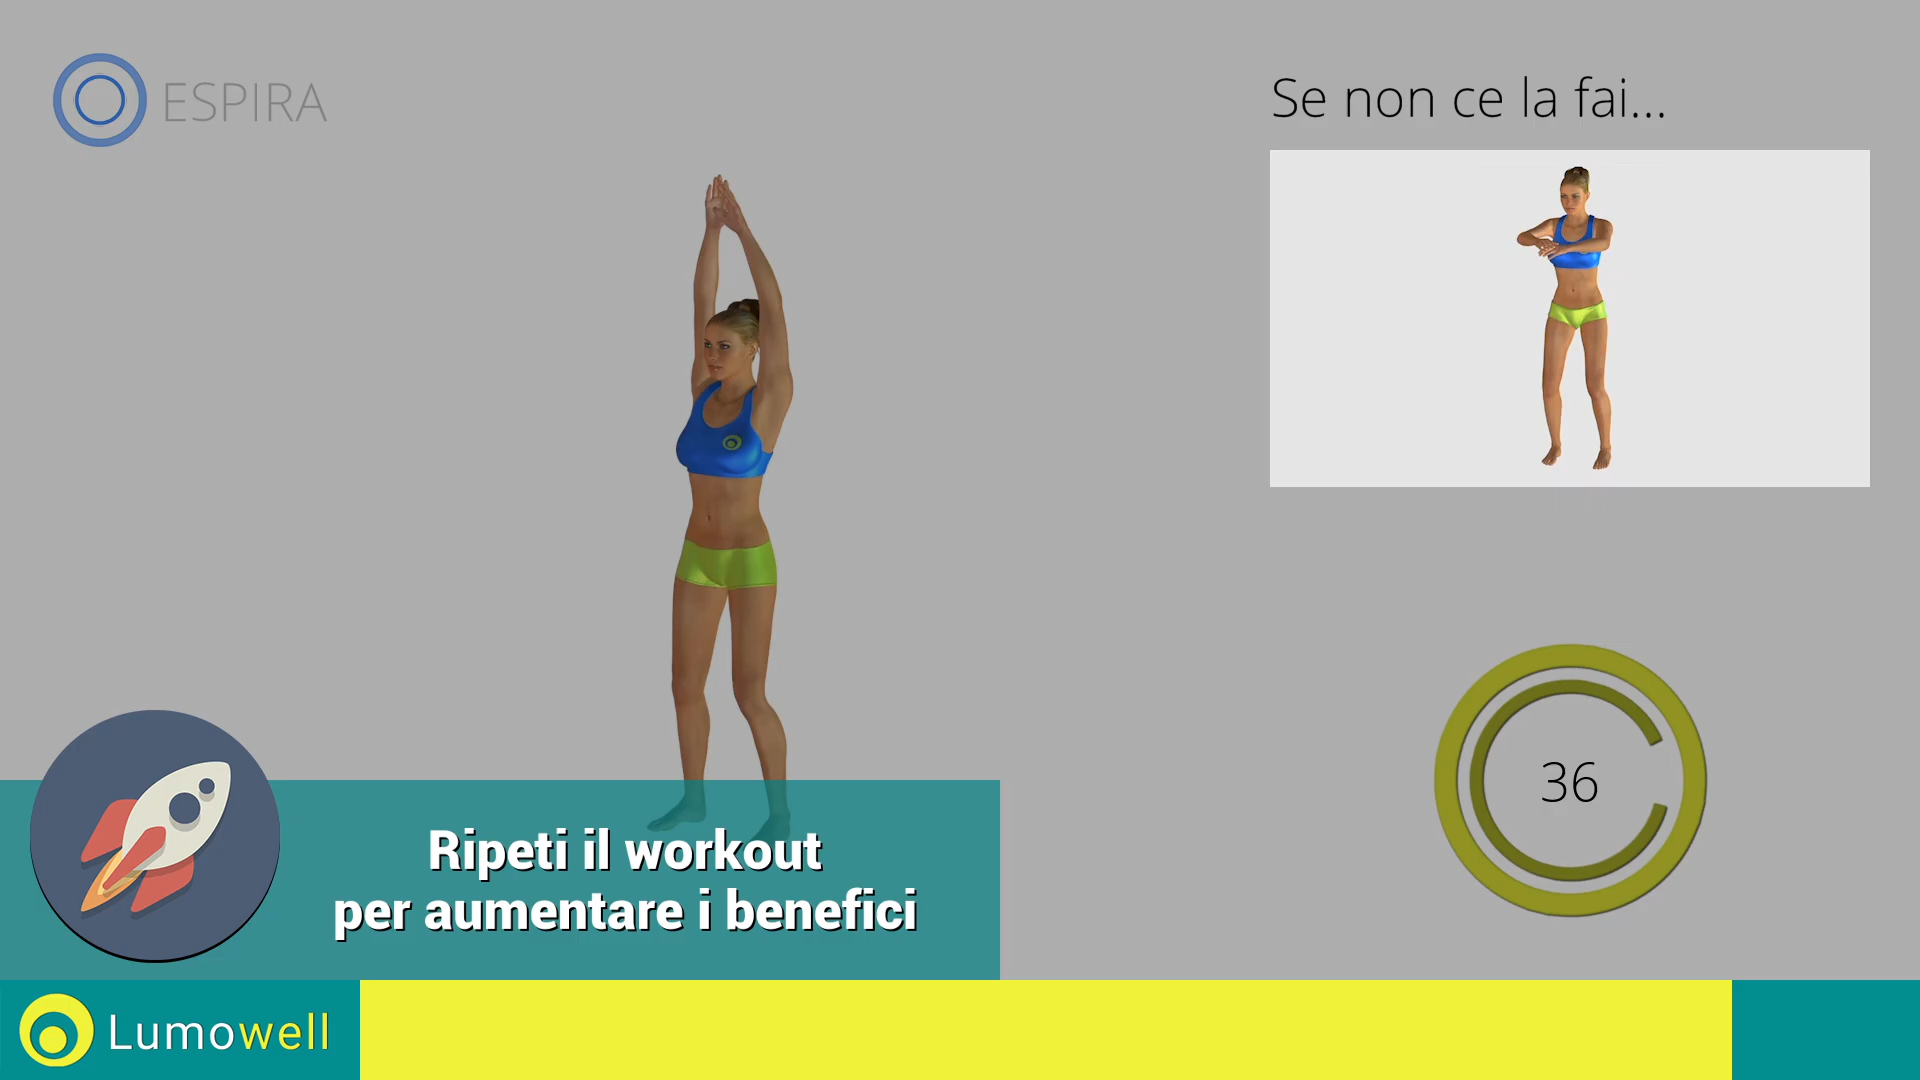 ESPIRA
Se non ce la fai...
36
Ripeti il workout
per aumentare i benefici
Lumowell